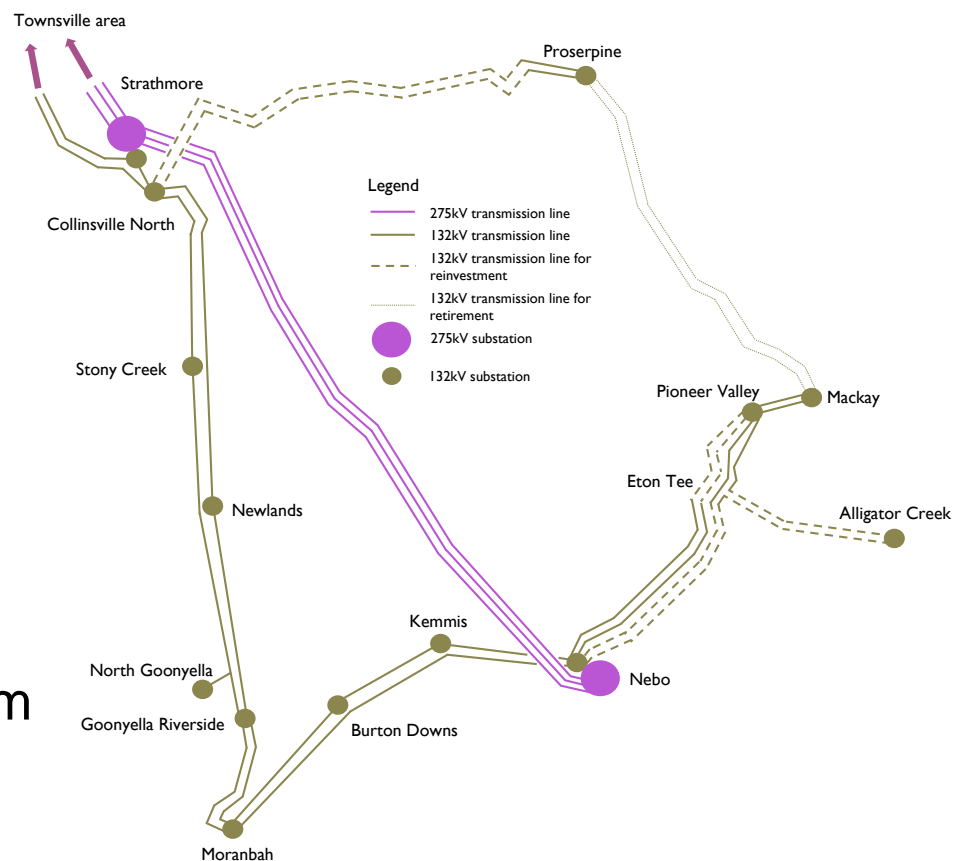 Townsville area
Strathmore
Proserpine
Collinsville North
Legend
275kV transmission line
132kV transmission line
132kV transmission line for
reinvestment
132kV transmission line for
retirement
275kV substation
132kV substation
Stony Creek
Pioneer Valley
Mackay
Eton Tee
Newlands
Alligator Creek
Kemmis
North Goonyella
Nebo
m
Goonyella Riverside
Burton Downs
Moranbah